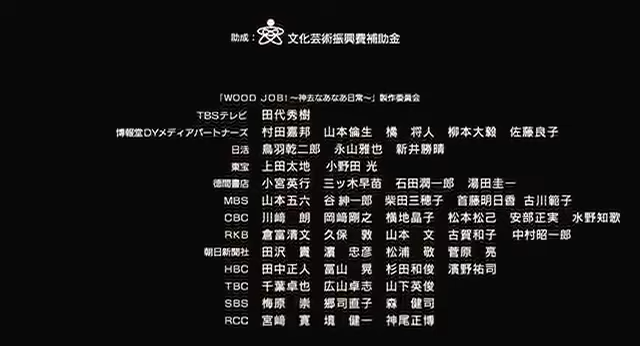 助成: 文化芸術振興費補助金
「WOOD JOB! ～神去なあなあ日常～」製作委員会
TBSテレビ 田代秀樹
博報堂DYメディアパートナーズ 村田嘉邦 山本倫生 橘 将人 柳本大毅 佐藤良子
日活 鳥羽乾二郎 永山雅也 新井勝晴
東宝 上田太地 小野田 光
徳間書店 小宮英行 三ッ木早苗 石田潤一郎 湯田圭一
MBS 山本五六 谷 紳一郎 柴田三穂子 首藤明日香 古川範子
CBC 川﨑 朗 岡﨑剛之 横地晶子 松本松己 安部正実 水野知歌
RKB 倉富清文 久保 敦 山本 文 古賀和子 中村昭一郎
朝日新聞社 田沢 貴 濵 忠彦 松浦 敬 菅原 亮
HBC 田中正人 冨山 晃 杉田和俊 濱野祐司
TBC 千葉卓也 広山卓志 山下英俊
SBS 梅原 崇 郷司直子 森 健司
RCC 宮﨑 寛 境 健一 神尾正博